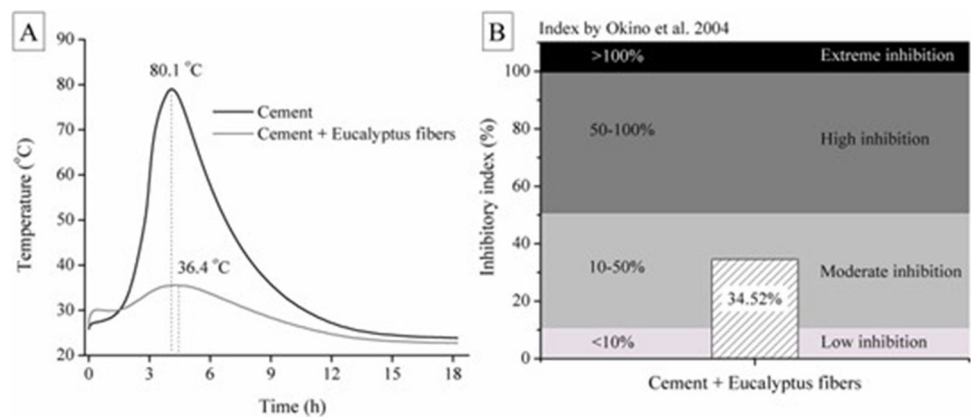 A
90
80
70
60
50
40
30
20
Temperature (°C)
80.1 °C
Cement
Cement + Eucalyptus fibers
36.4 °C
0 3 6 9 12 15 18
Time (h)
B
Index by Okino et al. 2004
100
80
60
40
20
0
Inhibitory index (%)
>100% Extreme inhibition
50-100% High inhibition
10-50% Moderate inhibition
34.52%
<10% Low inhibition
Cement + Eucalyptus fibers